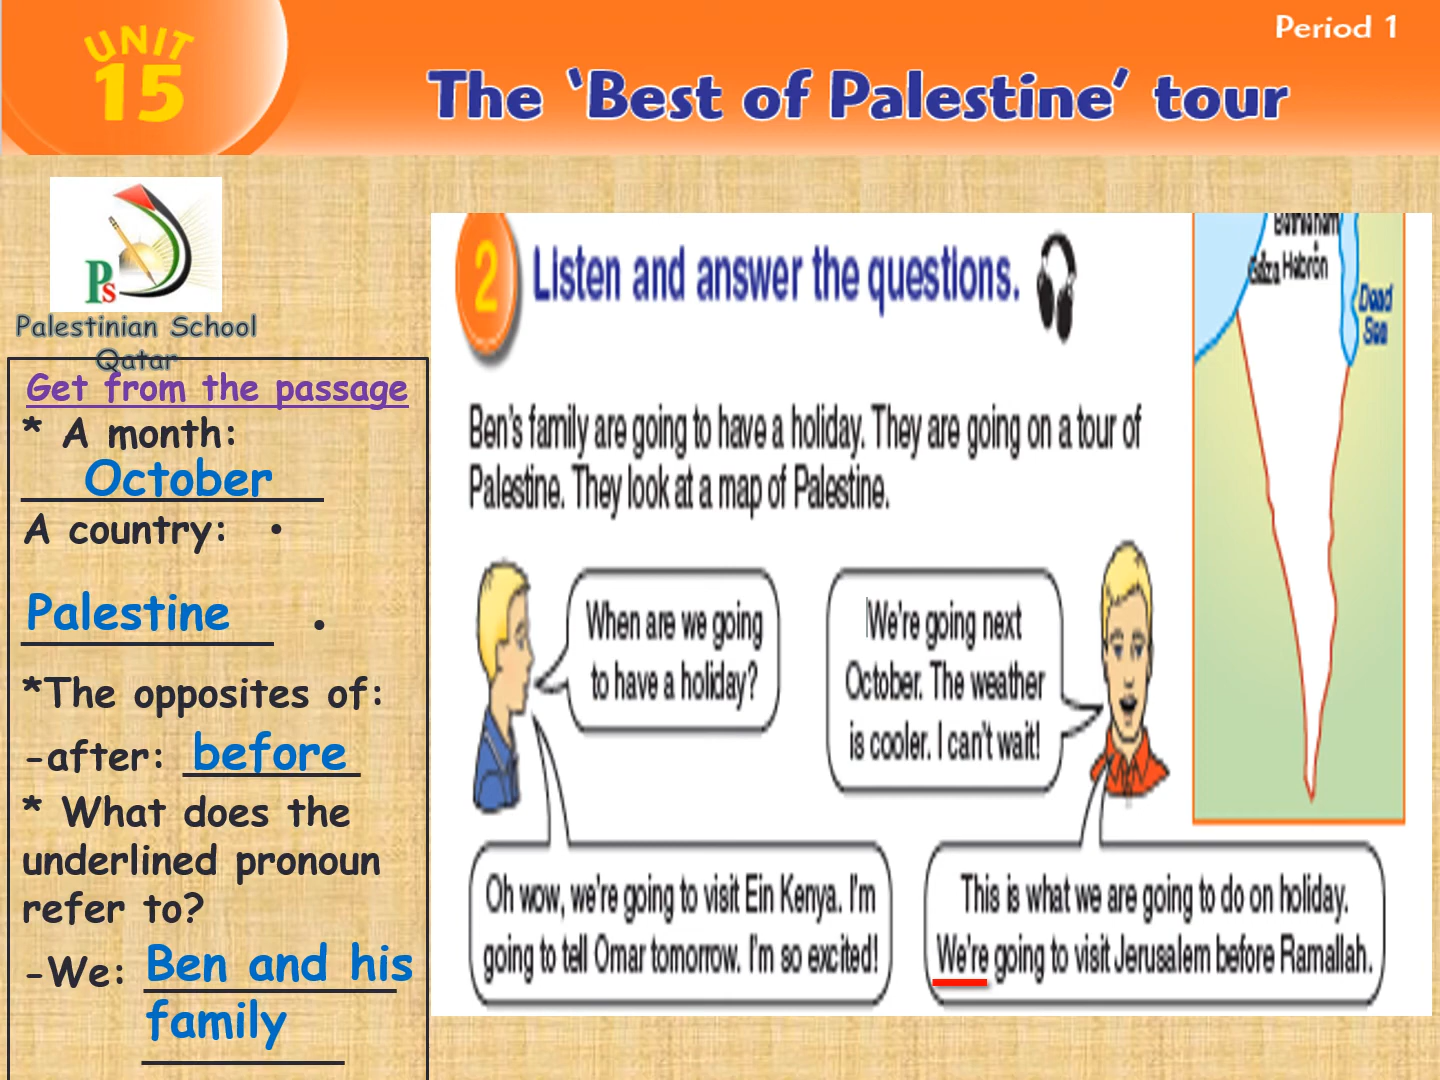 UNIT
15
Period 1
The ‘Best of Palestine’ tour
Ps
Palestinian School
Qatar
Get from the passage
* A month:
October
A country: •
Palestine •
*The opposites of:
-after: before
* What does the
underlined pronoun
refer to?
-We: Ben and his
family
2 Listen and answer the questions.
Bethlehem
Gaza Hebron
Dead
Sea
Ben's family are going to have a holiday. They are going on a tour of
Palestine. They look at a map of Palestine.
When are we going
to have a holiday?
We're going next
October. The weather
is cooler. I can't wait!
Oh wow, we're going to visit Ein Kenya. I'm
going to tell Omar tomorrow. I'm so excited!
This is what we are going to do on holiday.
We're going to visit Jerusalem before Ramallah.